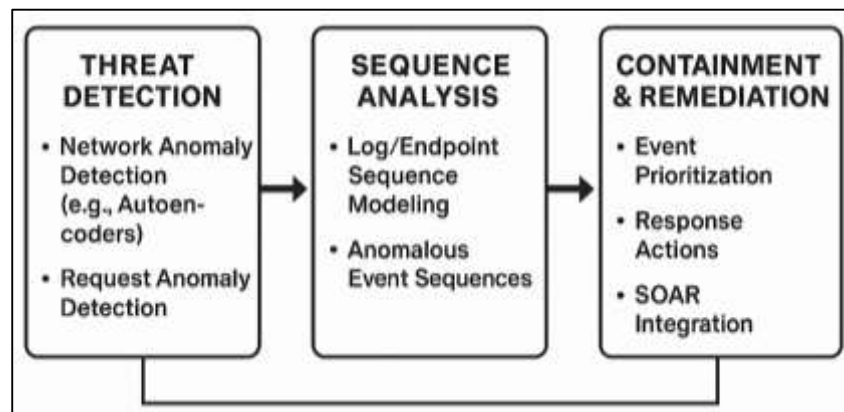 THREAT
DETECTION
• Network Anomaly
Detection
(e.g., Autoen-
coders)
• Request Anomaly
Detection
SEQUENCE
ANALYSIS
• Log/Endpoint
Sequence
Modeling
• Anomalous
Event Sequences
CONTAINMENT
& REMEDIATION
• Event
Prioritization
• Response
Actions
• SOAR
Integration